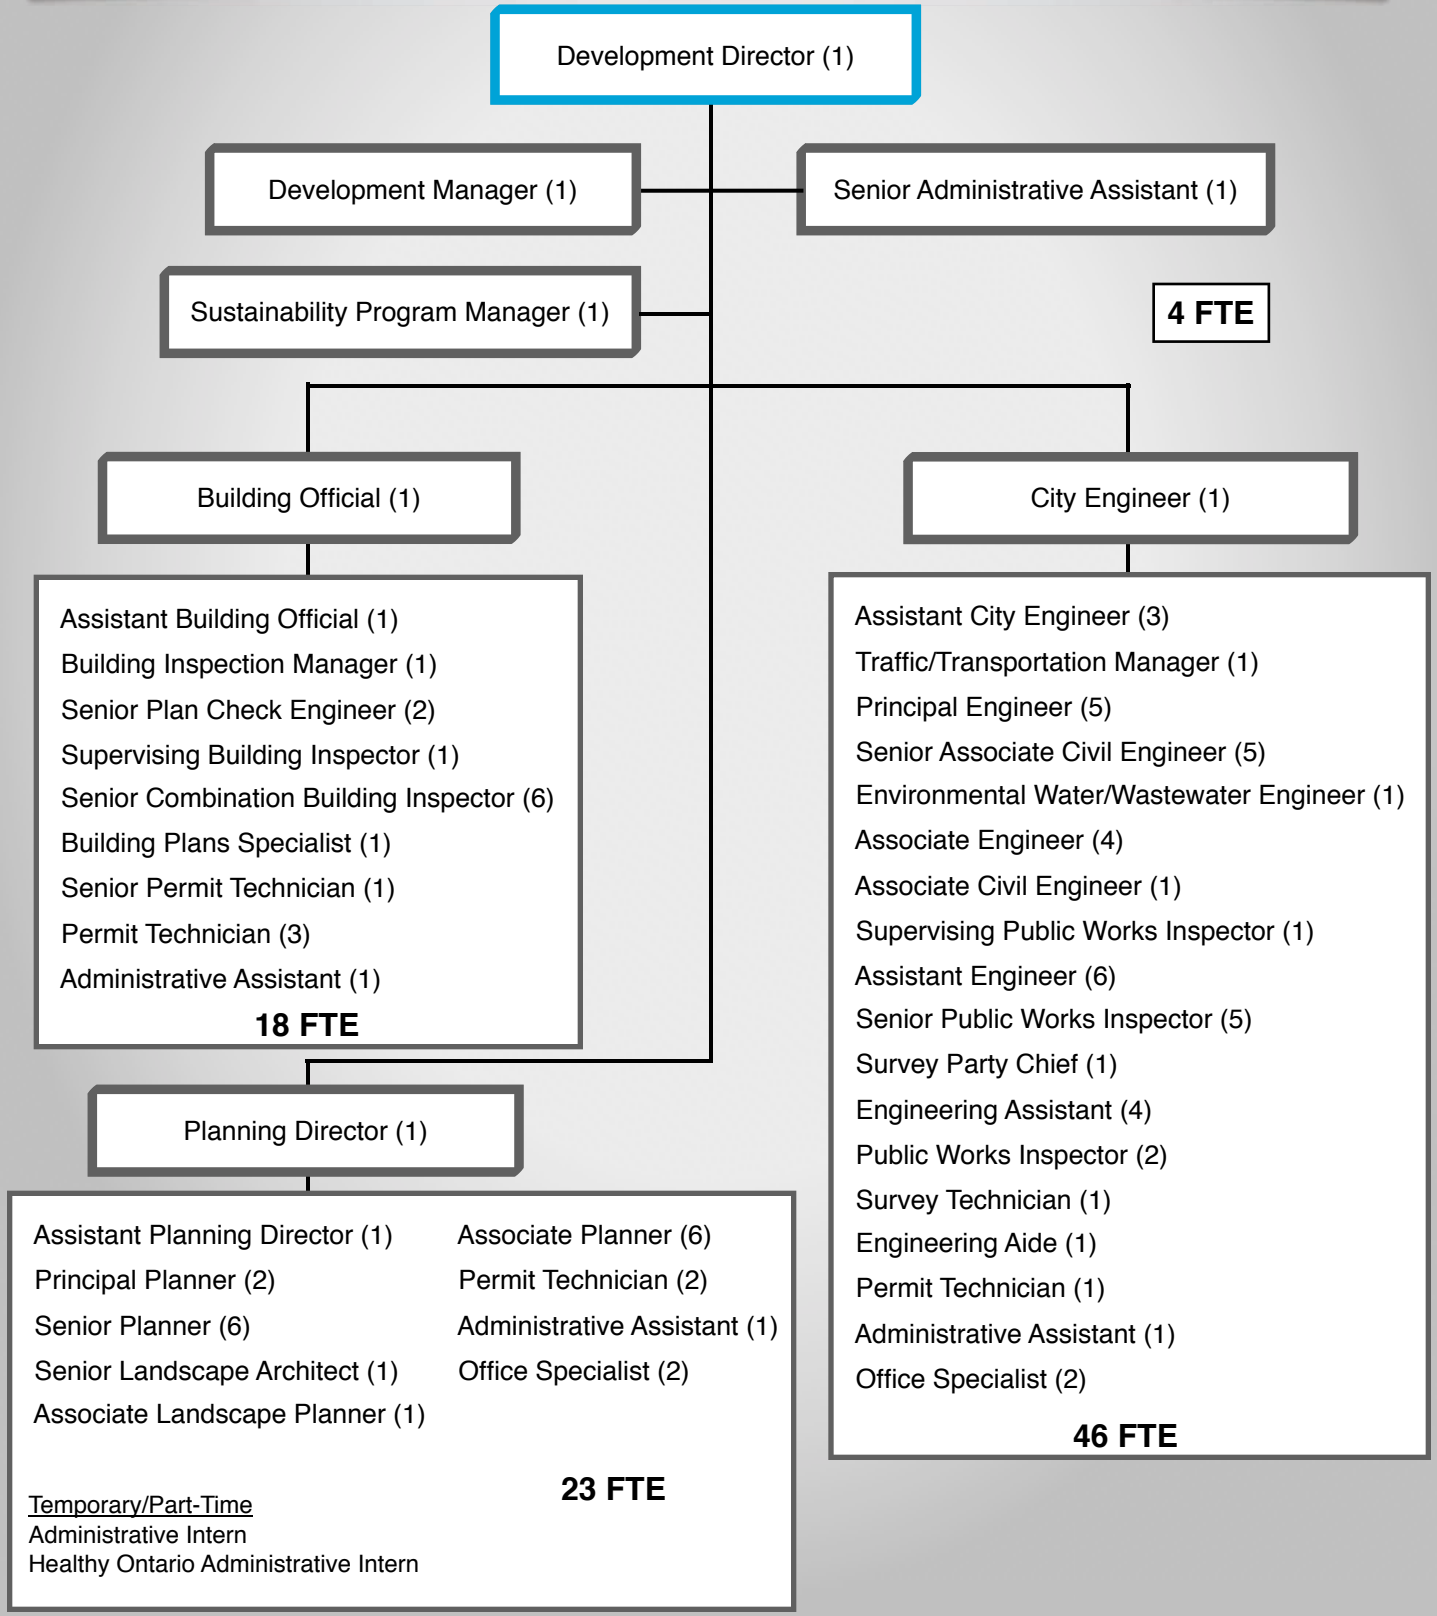 Development Director (1)
Development Manager (1)
Senior Administrative Assistant (1)
Sustainability Program Manager (1)
4 FTE
Building Official (1)
City Engineer (1)
Assistant Building Official (1)
Building Inspection Manager (1)
Senior Plan Check Engineer (2)
Supervising Building Inspector (1)
Senior Combination Building Inspector (6)
Building Plans Specialist (1)
Senior Permit Technician (1)
Permit Technician (3)
Administrative Assistant (1)
18 FTE
Assistant City Engineer (3)
Traffic/Transportation Manager (1)
Principal Engineer (5)
Senior Associate Civil Engineer (5)
Environmental Water/Wastewater Engineer (1)
Associate Engineer (4)
Associate Civil Engineer (1)
Supervising Public Works Inspector (1)
Assistant Engineer (6)
Senior Public Works Inspector (5)
Survey Party Chief (1)
Engineering Assistant (4)
Public Works Inspector (2)
Survey Technician (1)
Engineering Aide (1)
Permit Technician (1)
Administrative Assistant (1)
Office Specialist (2)
46 FTE
Planning Director (1)
Assistant Planning Director (1)
Principal Planner (2)
Senior Planner (6)
Senior Landscape Architect (1)
Associate Landscape Planner (1)
Associate Planner (6)
Permit Technician (2)
Administrative Assistant (1)
Office Specialist (2)
23 FTE
Temporary/Part-Time
Administrative Intern
Healthy Ontario Administrative Intern